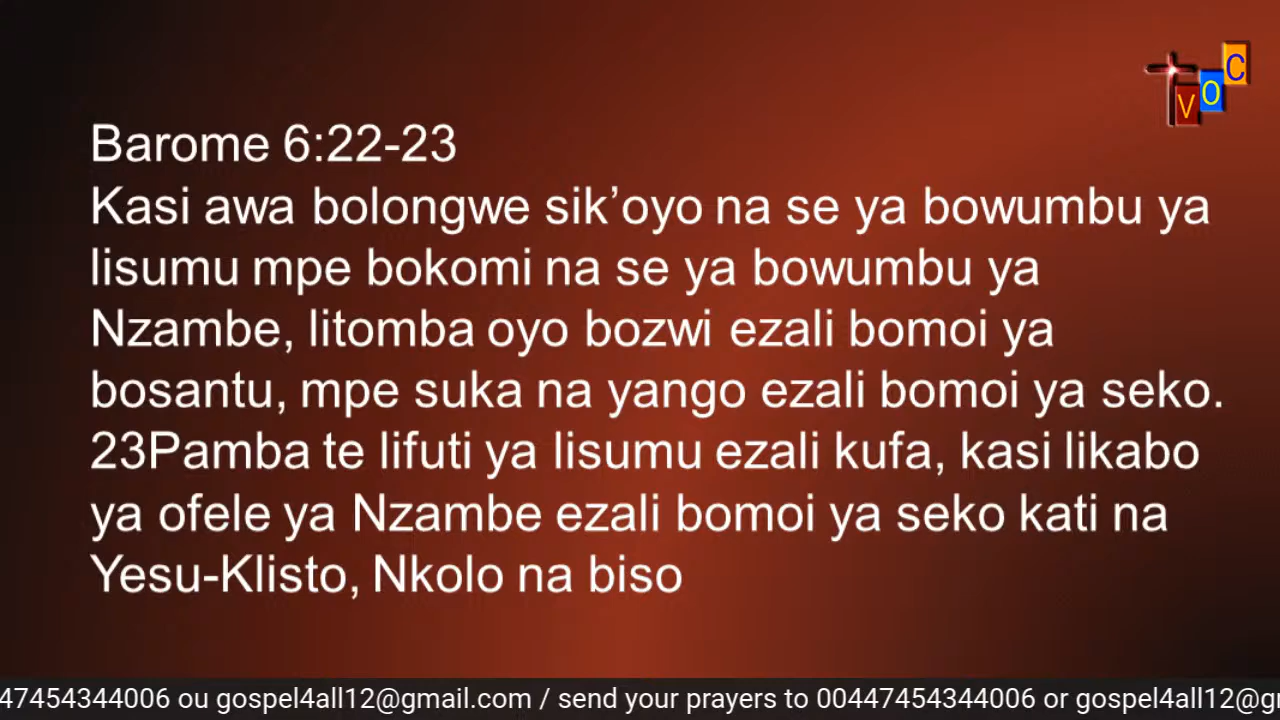 V
O
C
Barome 6:22-23
Kasi awa bolongwe sik’oyo na se ya bowumbu ya
lisumu mpe bokomi na se ya bowumbu ya
Nzambe, litomba oyo bozwi ezali bomoi ya
bosantu, mpe suka na yango ezali bomoi ya seko.
23Pamba te lifuti ya lisumu ezali kufa, kasi likabo
ya ofele ya Nzambe ezali bomoi ya seko kati na
Yesu-Klisto, Nkolo na biso
47454344006 ou gospel4all12@gmail.com / send your prayers to 00447454344006 or gospel4all12@g